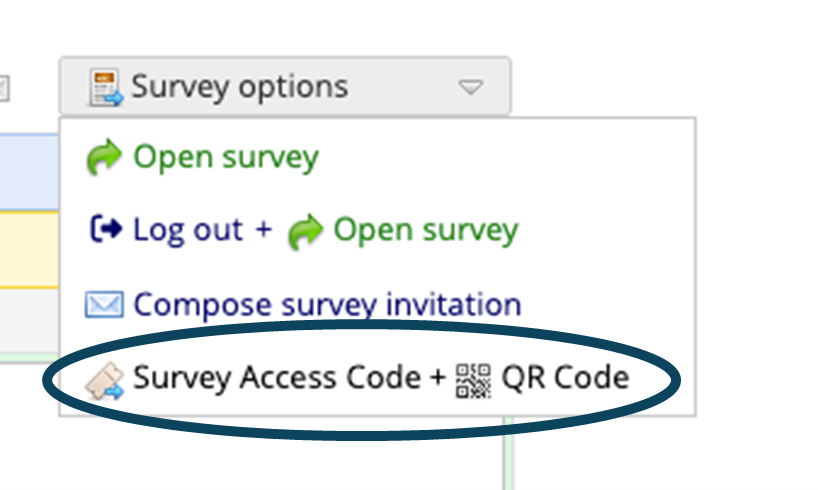 Survey options
Open survey
Log out + Open survey
Compose survey invitation
Survey Access Code + QR Code